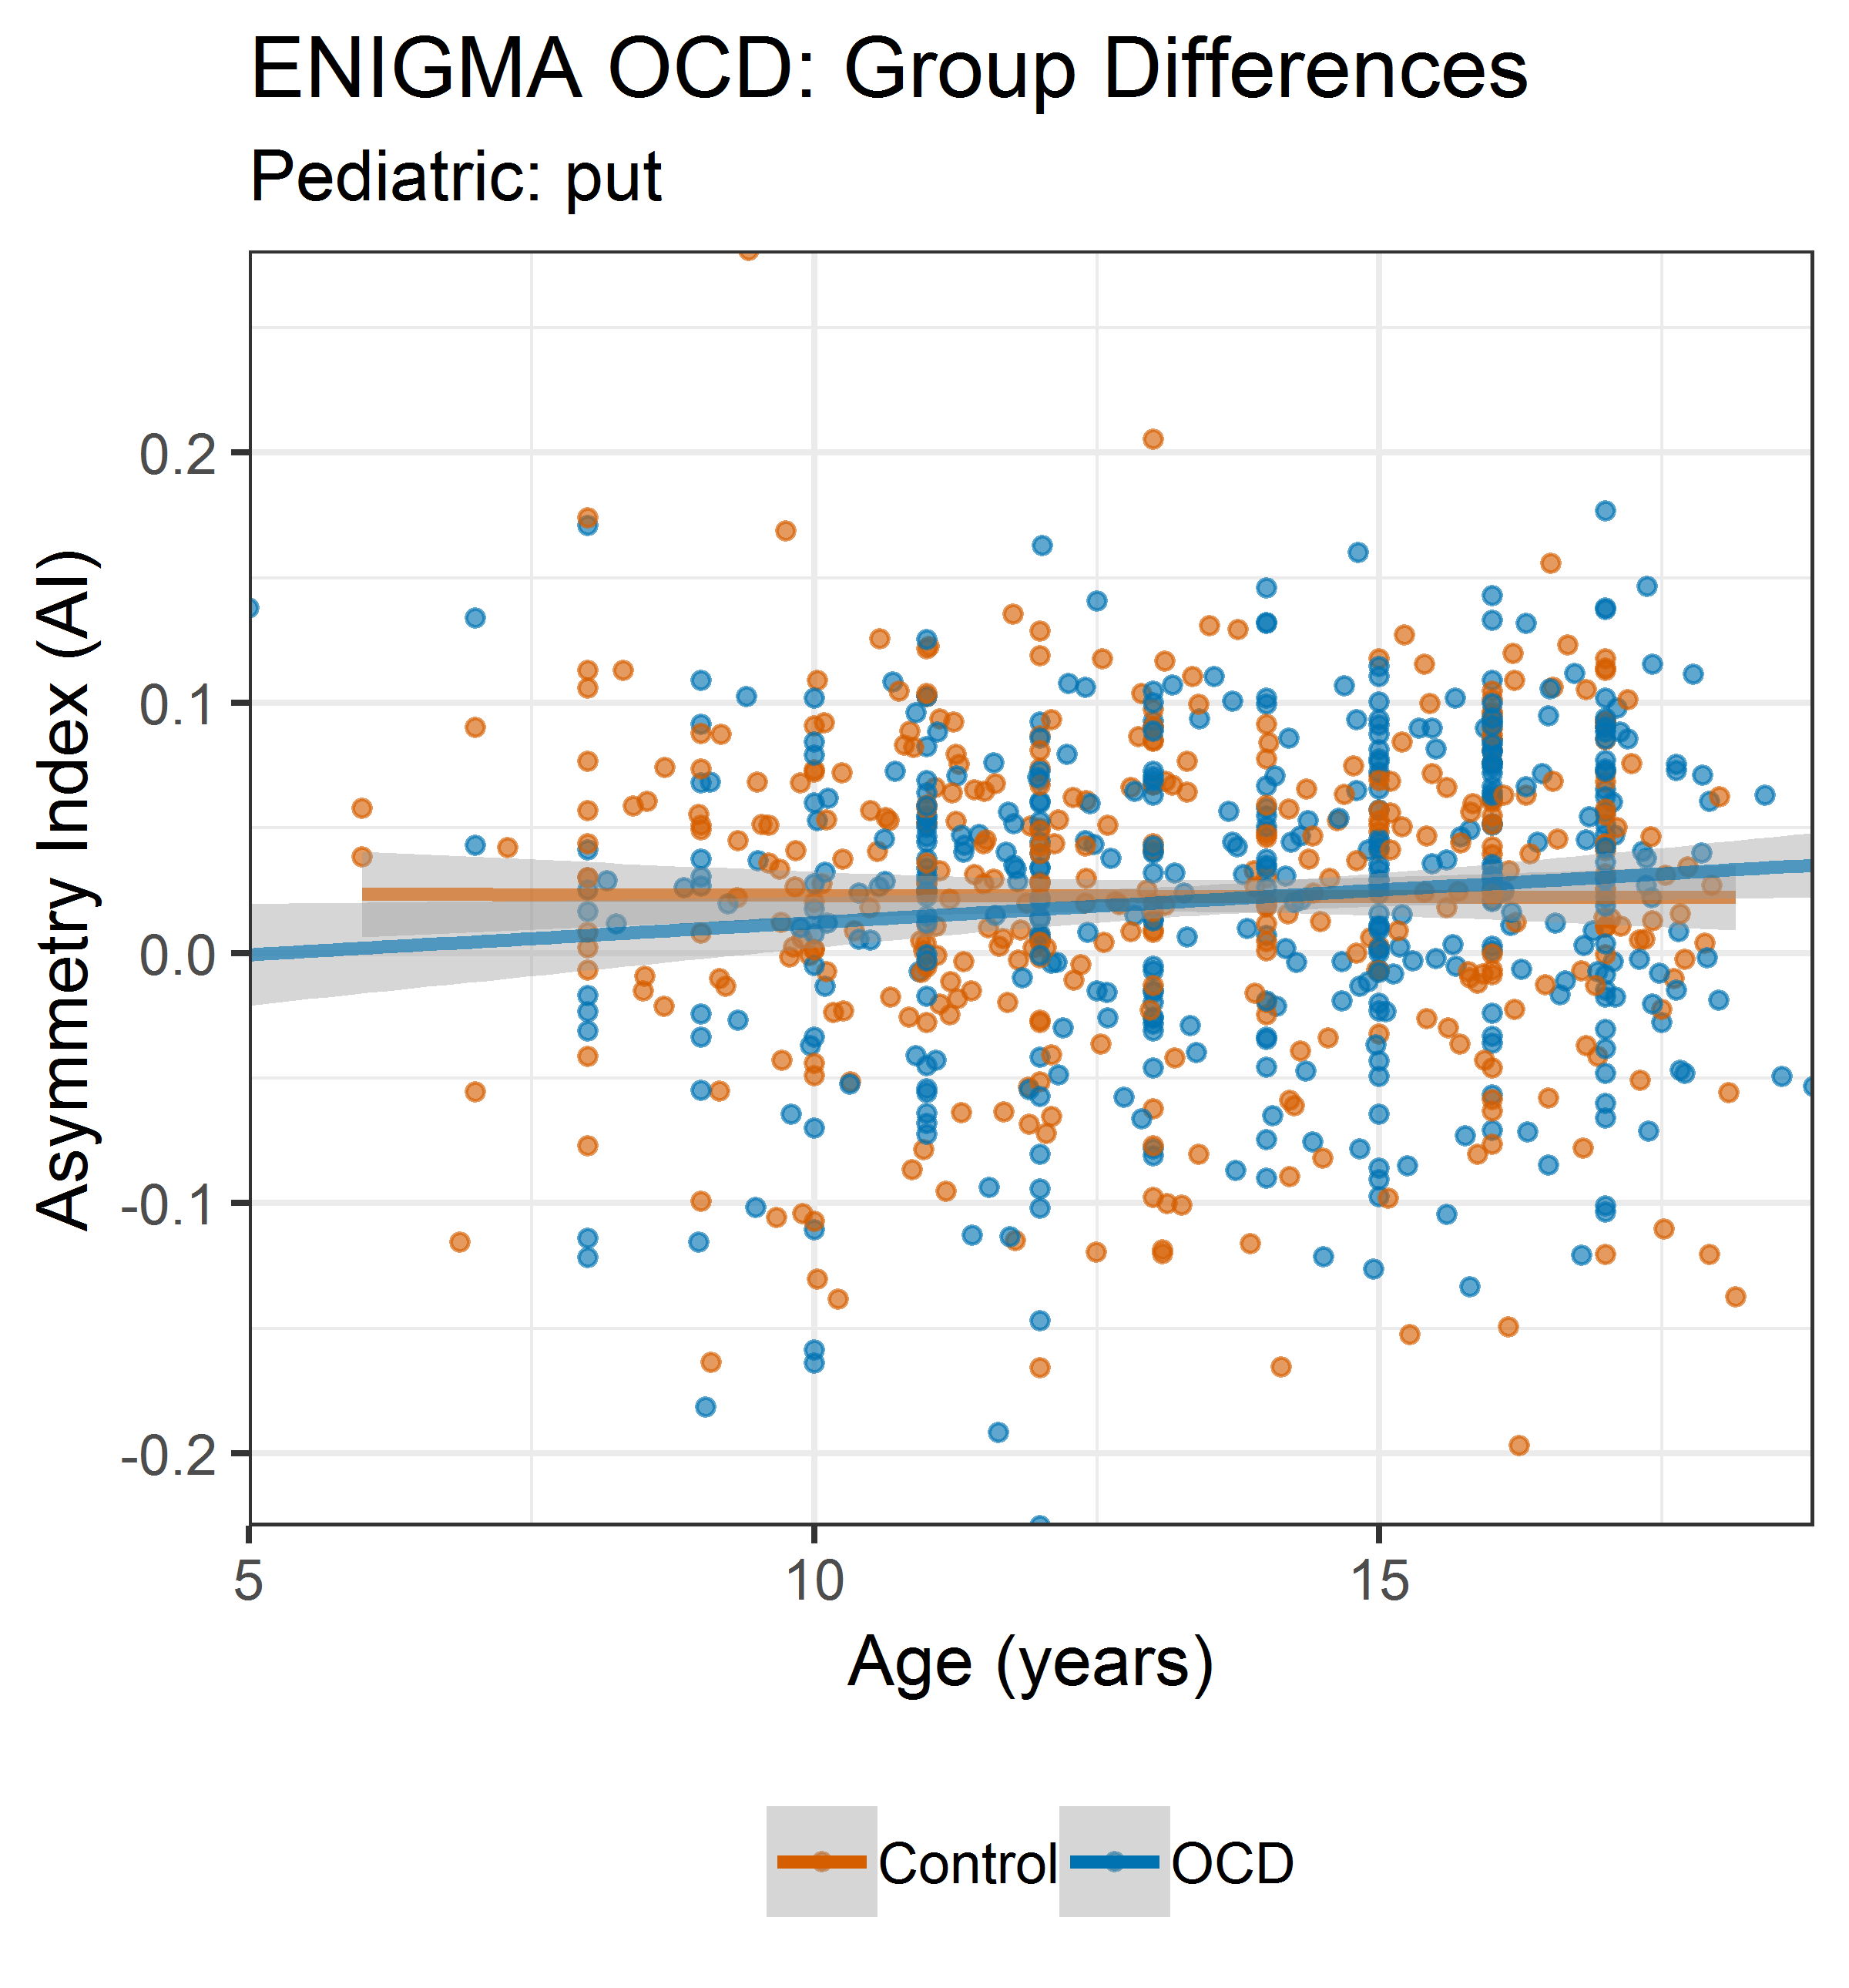 ENIGMA OCD: Group Differences
Pediatric: put
Asymmetry Index (AI)
0.2
0.1
0.0
-0.1
-0.2
5 10 15
Age (years)
Control OCD